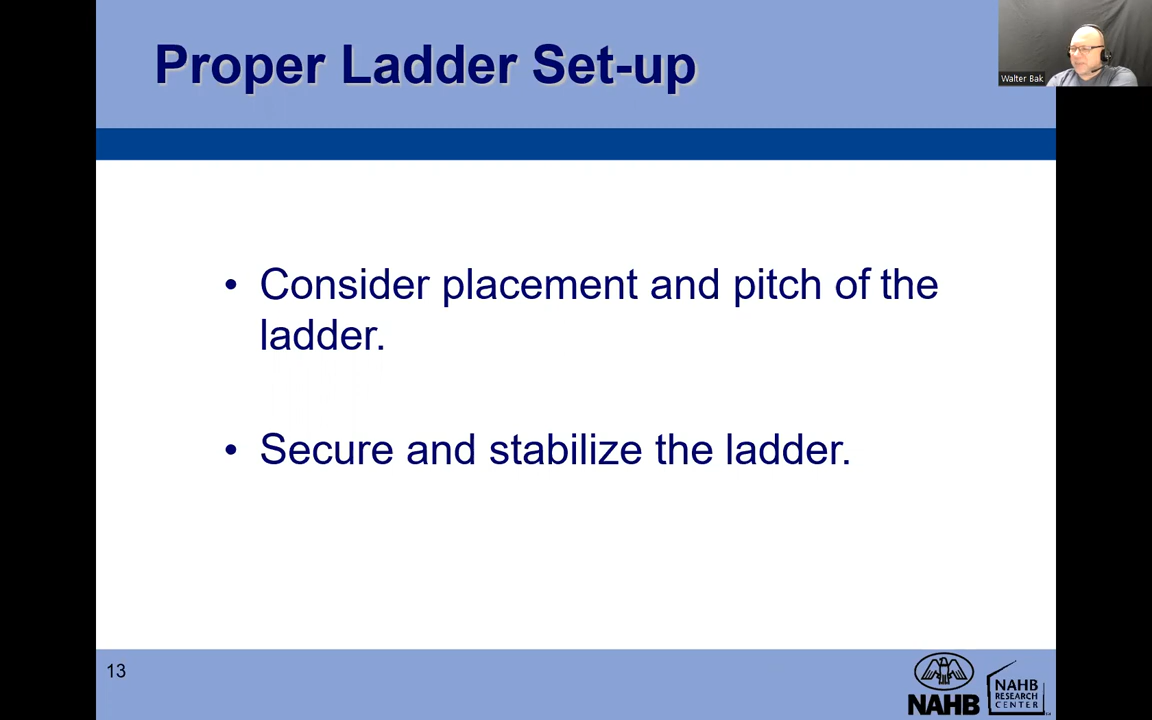 Proper Ladder Set-up
Walter Bak
• Consider placement and pitch of the
ladder.
• Secure and stabilize the ladder.
13
NAHB
NAHB
RESEARCH
CENTER